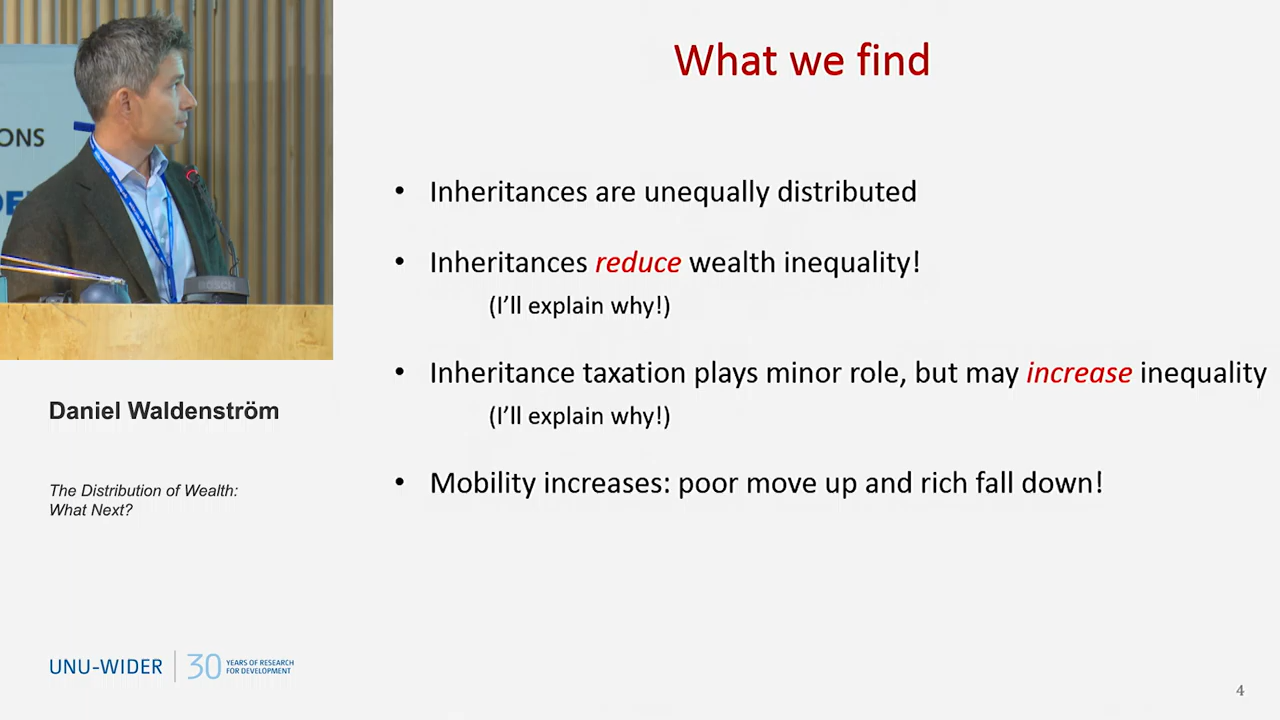 What we find
ONS
• Inheritances are unequally distributed
• Inheritances reduce wealth inequality!
(I'll explain why!)
BOSCH
• Inheritance taxation plays minor role, but may increase inequality
(I'll explain why!)
Daniel Waldenström
• Mobility increases: poor move up and rich fall down!
The Distribution of Wealth:
What Next?
UNU-WIDER 30 YEARS OF RESEARCH
FOR DEVELOPMENT
4